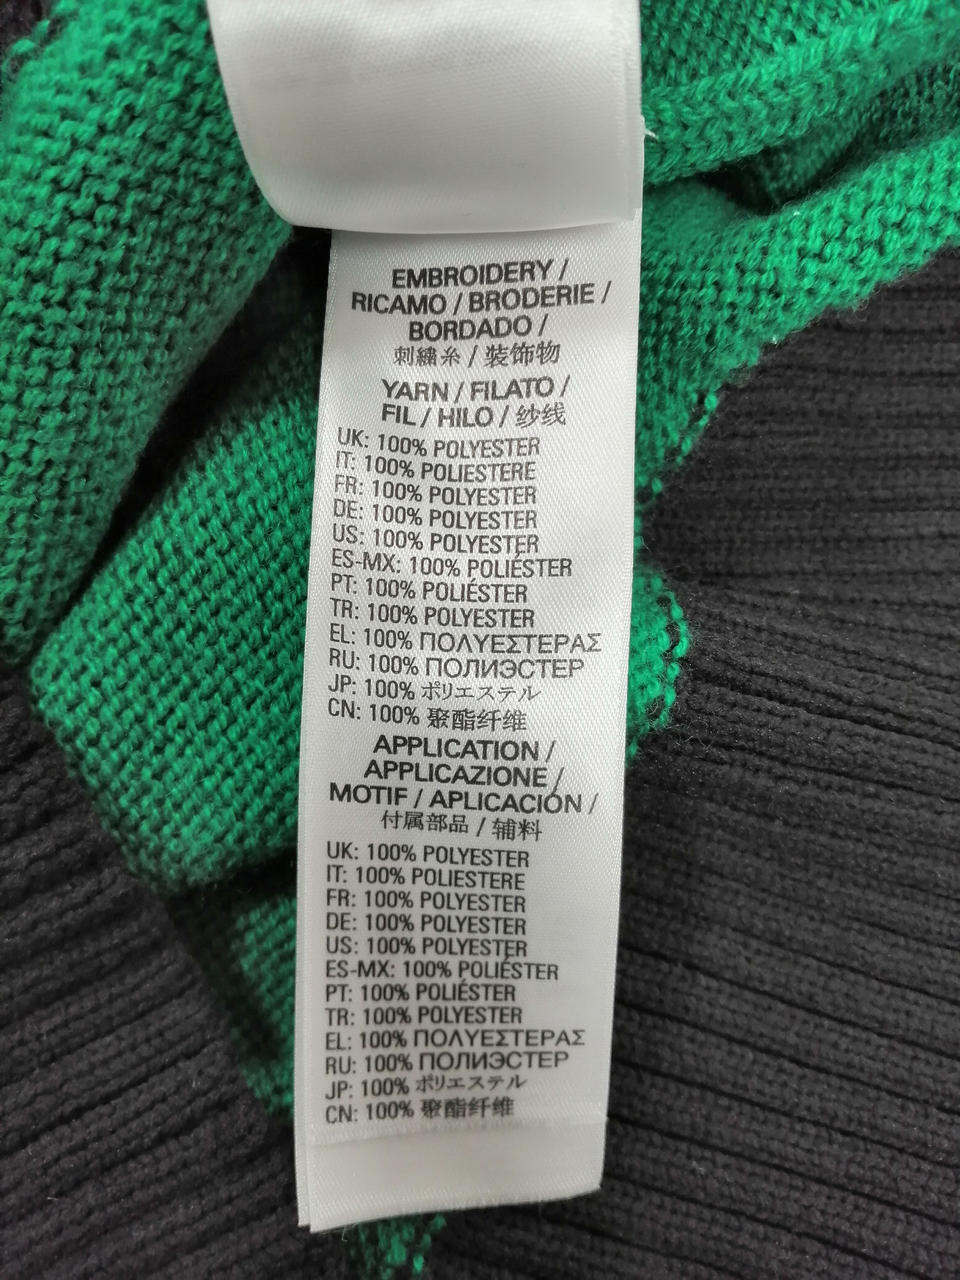 EMBROIDERY /
RICAMO / BRODERIE /
BORDADO /
刺繍糸 / 装饰物
YARN / FILATO /
FIL / HILO / 纱线
UK: 100% POLYESTER
IT: 100% POLIESTERE
FR: 100% POLYESTER
DE: 100% POLYESTER
US: 100% POLYESTER
ES-MX: 100% POLIÉSTER
PT: 100% POLIÉSTER
TR: 100% POLYESTER
EL: 100% ΠΟΛΥΕΣΤΕΡΑΣ
RU: 100% ПОЛИЭСТЕР
JP: 100% ポリエステル
CN: 100% 聚酯纤维
APPLICATION /
APPLICAZIONE /
MOTIF / APLICACIÓN /
付属部品 / 辅料
UK: 100% POLYESTER
IT: 100% POLIESTERE
FR: 100% POLYESTER
DE: 100% POLYESTER
US: 100% POLYESTER
ES-MX: 100% POLIÉSTER
PT: 100% POLIÉSTER
TR: 100% POLYESTER
EL: 100% ΠΟΛΥΕΣΤΕΡΑΣ
RU: 100% ПОЛИЭСТЕР
JP: 100% ポリエステル
CN: 100% 聚酯纤维